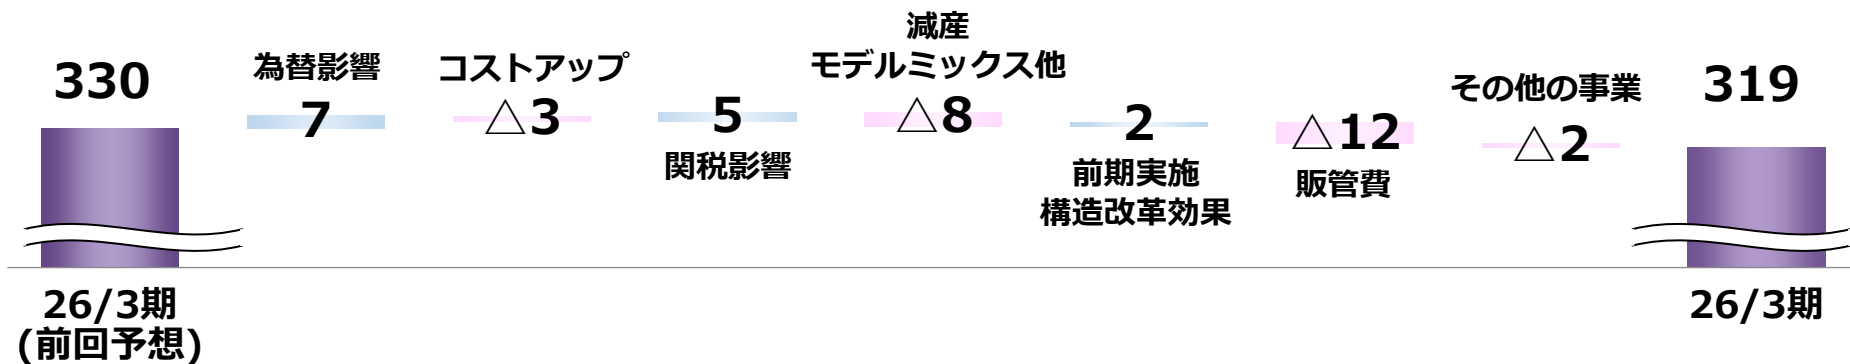 330
為替影響
7
コストアップ
△3
5
関税影響
減産
モデルミックス他
△8
2
前期実施
構造改革効果
△12
販管費
その他の事業
△2
319
26/3期
(前回予想)
26/3期